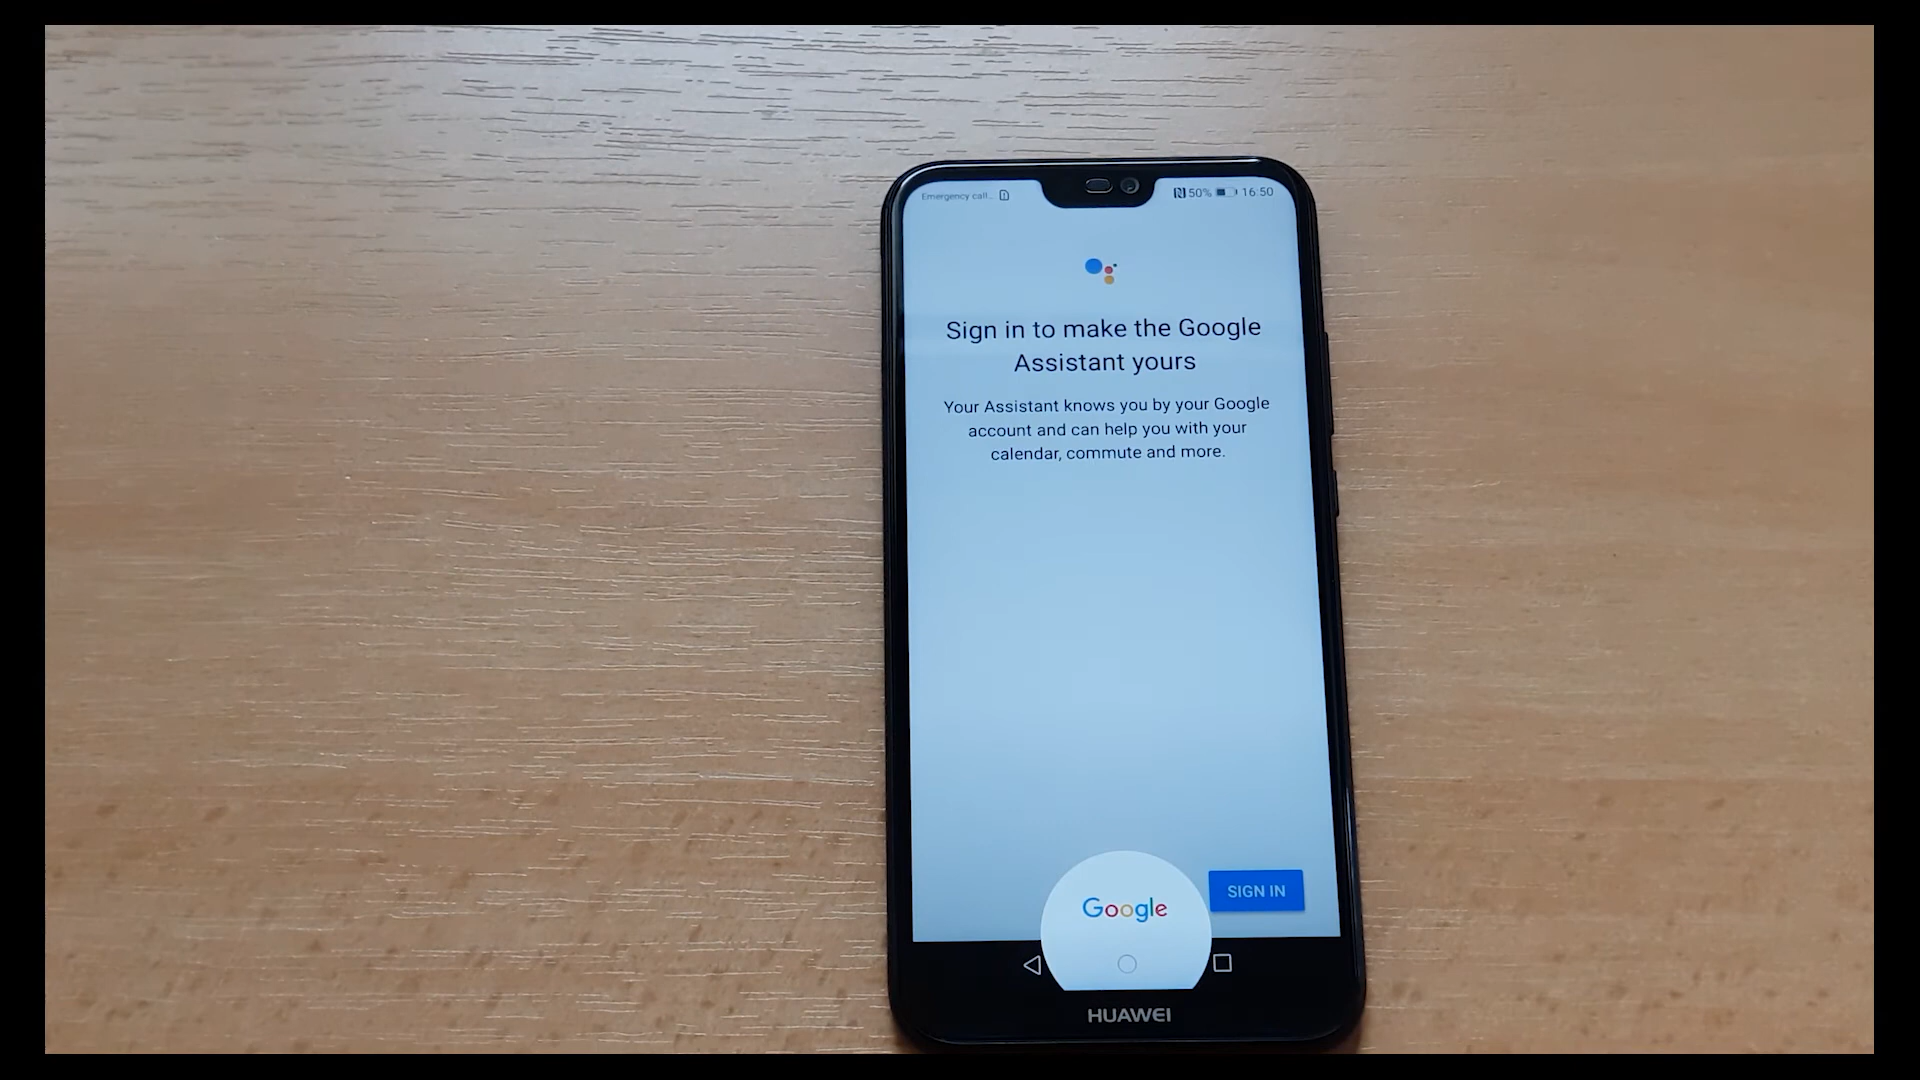 Emergency call...
50% 16:50
Sign in to make the Google
Assistant yours
Your Assistant knows you by your Google
account and can help you with your
calendar, commute and more.
SIGN IN
Google
HUAWEI